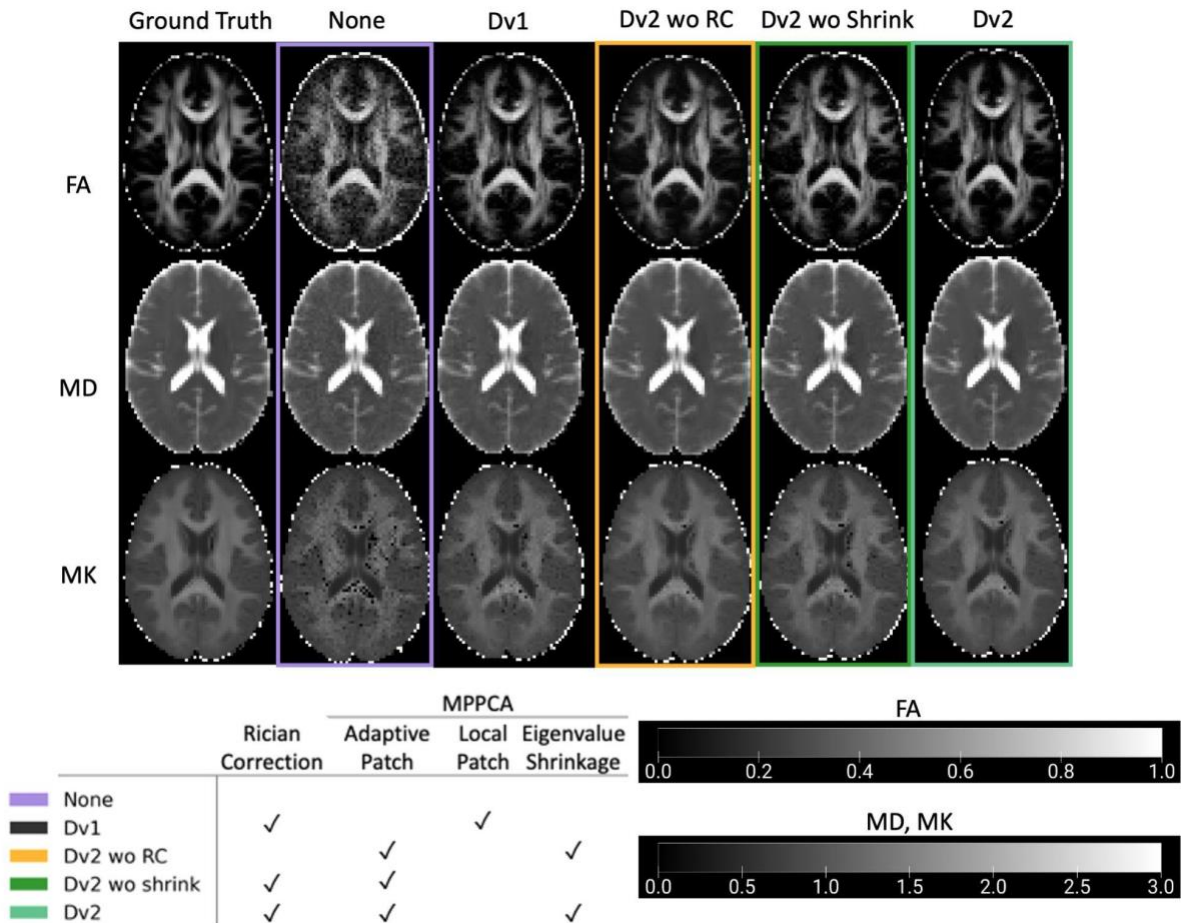 Ground Truth None Dv1 Dv2 wo RC Dv2 wo Shrink Dv2
FA
MD
MK
MPPCA
Rician Correction Adaptive Patch Local Patch Eigenvalue Shrinkage
None
Dv1 ✓ ✓
Dv2 wo RC ✓ ✓
Dv2 wo shrink ✓ ✓
Dv2 ✓ ✓ ✓
FA
0.0 0.2 0.4 0.6 0.8 1.0
MD, MK
0.0 0.5 1.0 1.5 2.0 2.5 3.0